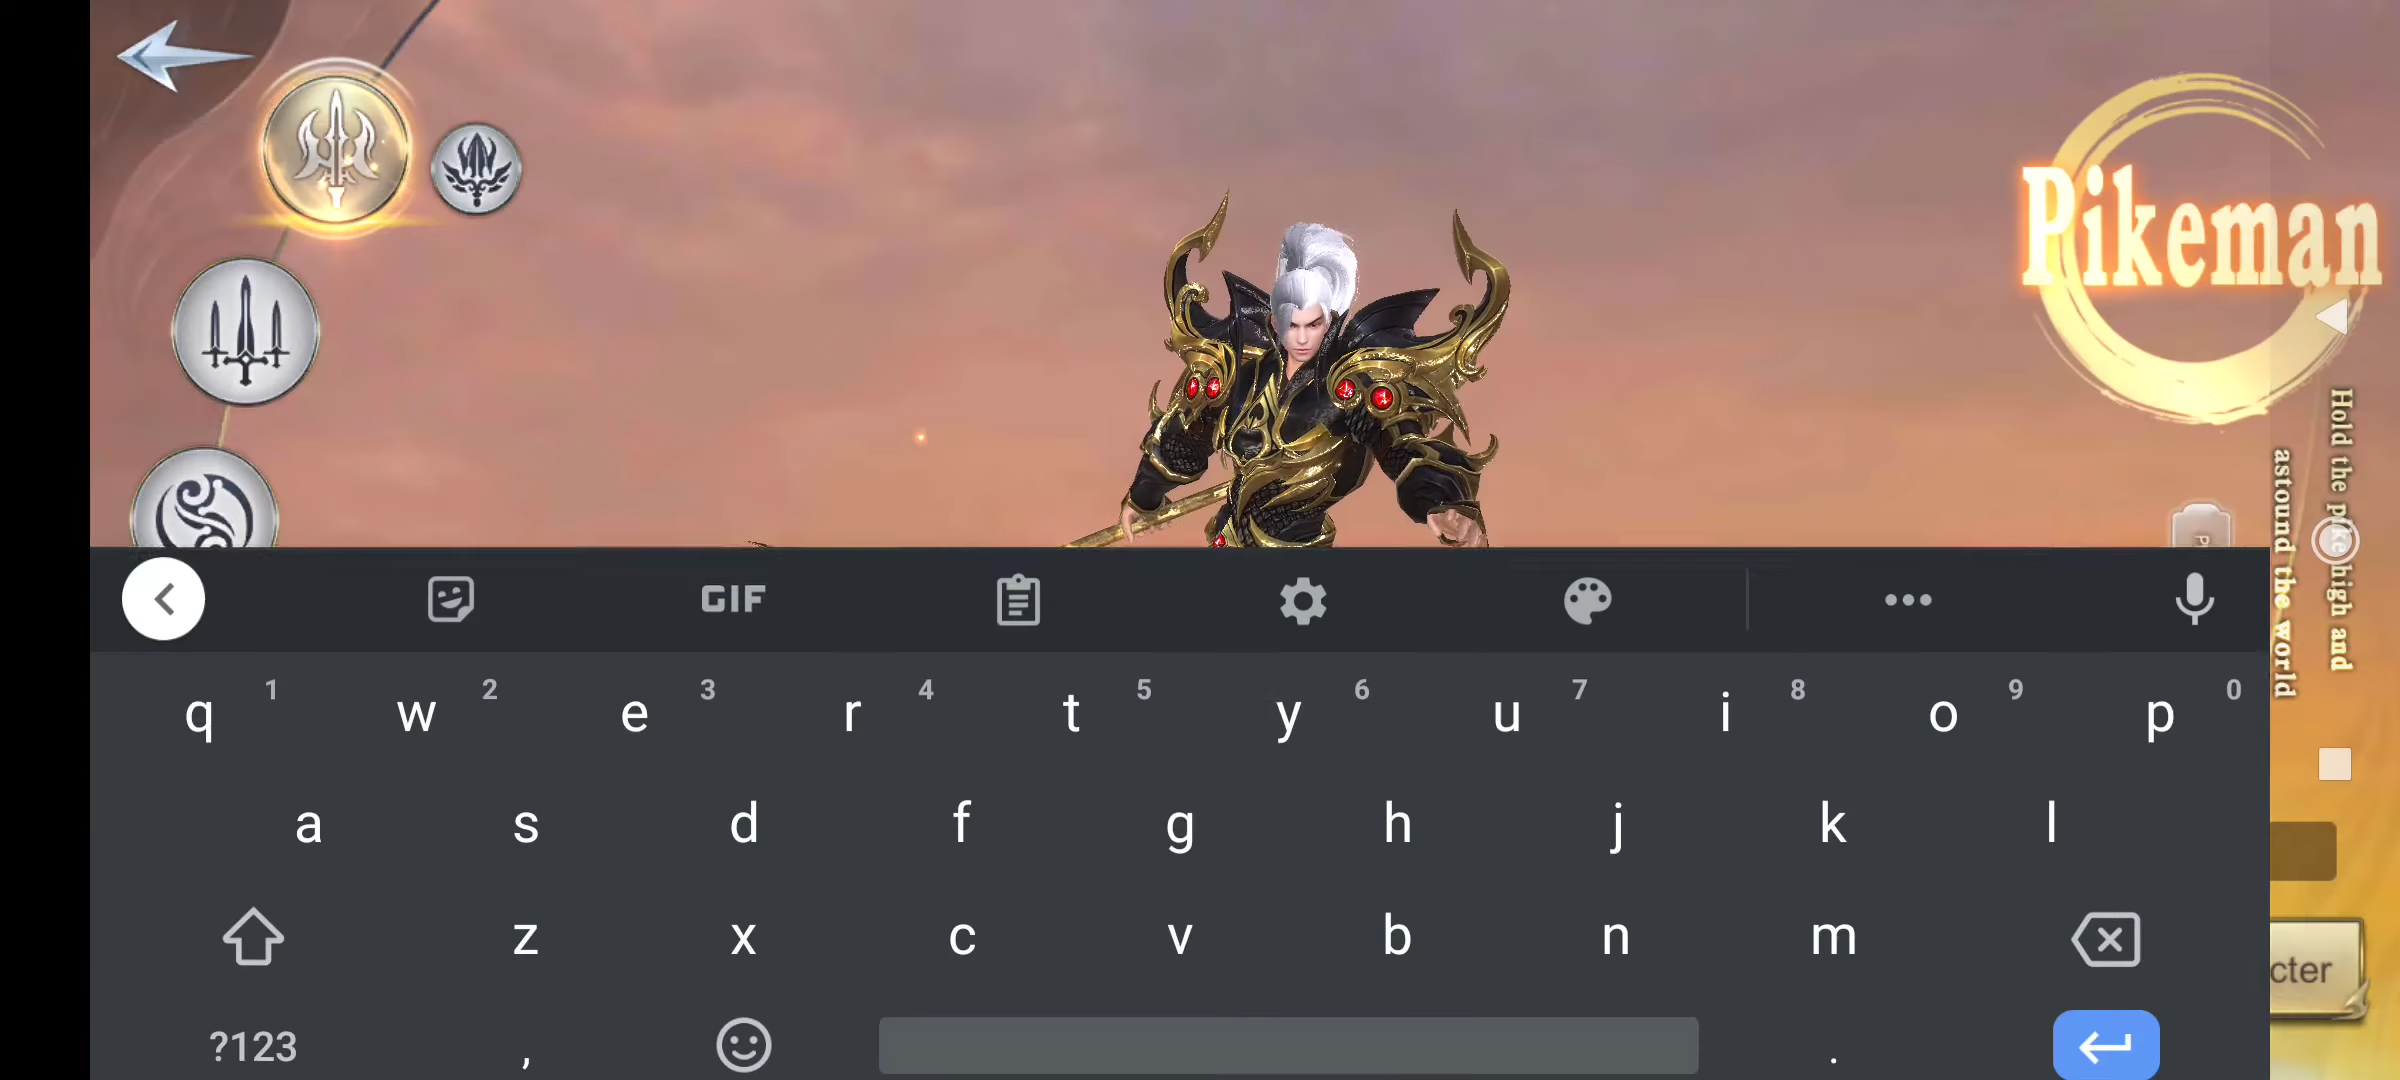 Pikeman
Hold the pike high and
astound the world
GIF
q 1 w 2 e 3 r 4 t 5 y 6 u 7 i 8 o 9 p 0
a s d f g h j k l
z x c v b n m
cter
?123 , .